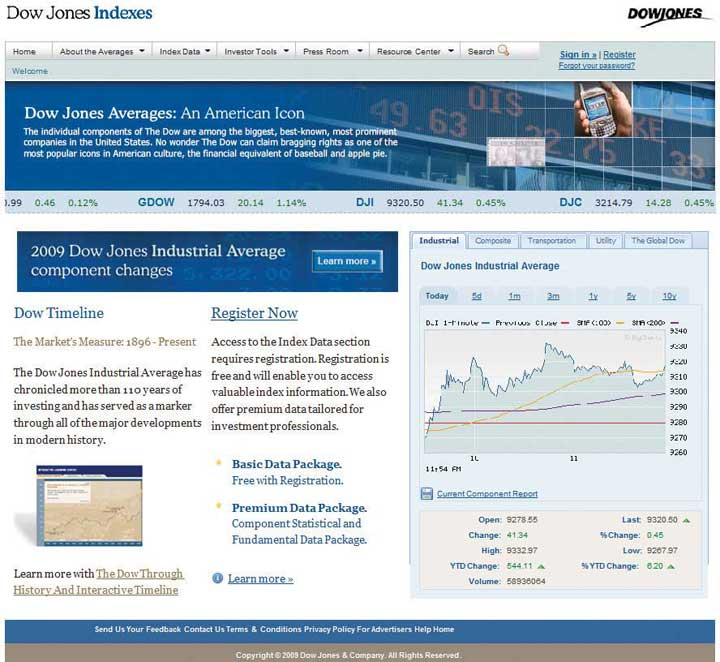 Dow Jones Indexes
DOWJONES
Home About the Averages Index Data Investor Tools Press Room Resource Center Search
Sign in » | Register
Forgot your password?
Welcome
Dow Jones Averages: An American Icon
The individual components of The Dow are among the biggest, best-known, most prominent
companies in the United States. No wonder The Dow can claim bragging rights as one of the
most popular icons in American culture, the financial equivalent of baseball and apple pie.
49.63
OIS
22.75
KE
33
0.99 0.46 0.12% GDOW 1794.03 20.14 1.14% DJI 9320.50 41.34 0.45% DJC 3214.79 14.28 0.45%
2009 Dow Jones Industrial Average
component changes
Learn more »
Dow Timeline
The Market's Measure: 1896 - Present
The Dow Jones Industrial Average has
chronicled more than 110 years of
investing and has served as a marker
through all of the major developments
in modern history.
Learn more with The Dow Through
History And Interactive Timeline
Register Now
Access to the Index Data section
requires registration. Registration is
free and will enable you to access
valuable index information. We also
offer premium data tailored for
investment professionals.
Basic Data Package.
Free with Registration.
Premium Data Package.
Component Statistical and
Fundamental Data Package.
Learn more »
Industrial Composite Transportation Utility The Global Dow
Dow Jones Industrial Average
Today 5d 1m 3m 1y 5y 10y
DJI 1-Minute Previous Close SMA(100) SMA(200)
9340
9330
9320
9310
9300
9290
9280
9270
9260
10 11
11:54 PM
Current Component Report
Open: 9278.55 Last: 9320.50
Change: 41.34 %Change: 0.45
High: 9332.97 Low: 9267.97
YTD Change: 544.11 %YTD Change: 6.20
Volume: 58936064
Send Us Your Feedback Contact Us Terms & Conditions Privacy Policy For Advertisers Help Home
Copyright © 2009 Dow Jones & Company. All Rights Reserved.